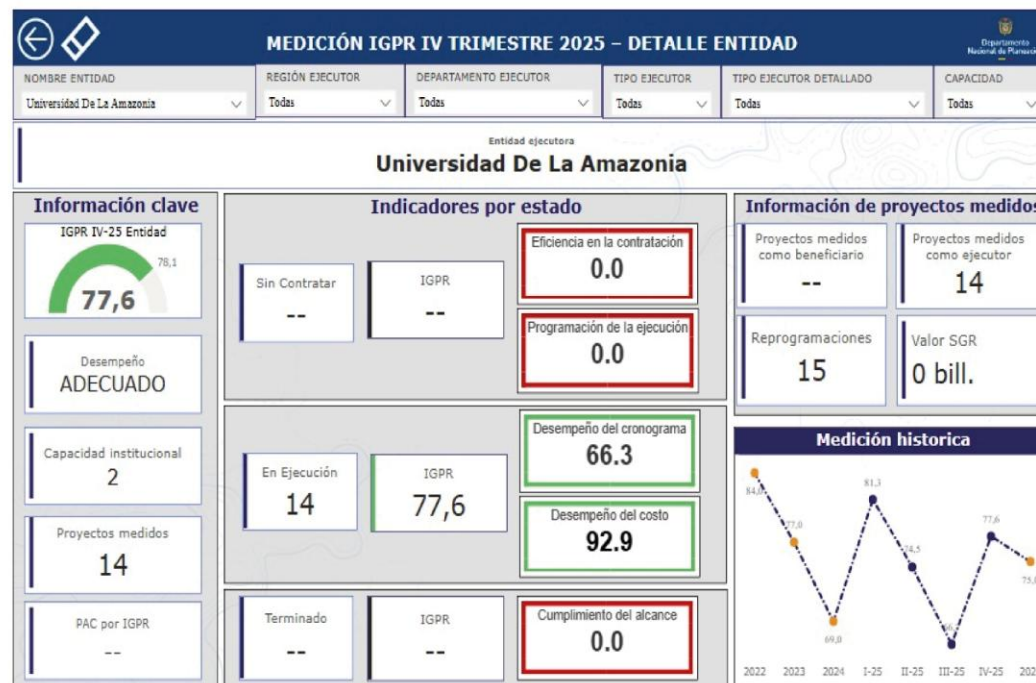 MEDICIÓN IGPR IV TRIMESTRE 2025 – DETALLE ENTIDAD
Departamento
Nacional de
NOMBRE ENTIDAD
Universidad De La Amazonia
REGIÓN EJECUTOR
Todas
DEPARTAMENTO EJECUTOR
Todas
TIPO EJECUTOR
Todas
TIPO EJECUTOR DETALLADO
Todas
CAPACIDAD
Todas
Entidad ejecutora
Universidad De La Amazonia
Información clave
IGPR IV-25 Entidad
78,1
77,6
Desempeño
ADECUADO
Capacidad institucional
2
Proyectos medidos
14
PAC por IGPR
--
Indicadores por estado
Sin Contratar
--
IGPR
--
Eficiencia en la contratación
0.0
Programación de la ejecución
0.0
En Ejecución
14
IGPR
77,6
Desempeño del cronograma
66.3
Desempeño del costo
92.9
Terminado
--
IGPR
--
Cumplimiento del alcance
0.0
Información de proyectos medidos
Proyectos medidos
como beneficiario
--
Proyectos medidos
como ejecutor
14
Reprogramaciones
15
Valor SGR
0 bill.
Medición historica
84,0
77,0
69,0
81,3
74,5
77,6
2022 2023 2024 I-25 II-25 III-25 IV-25